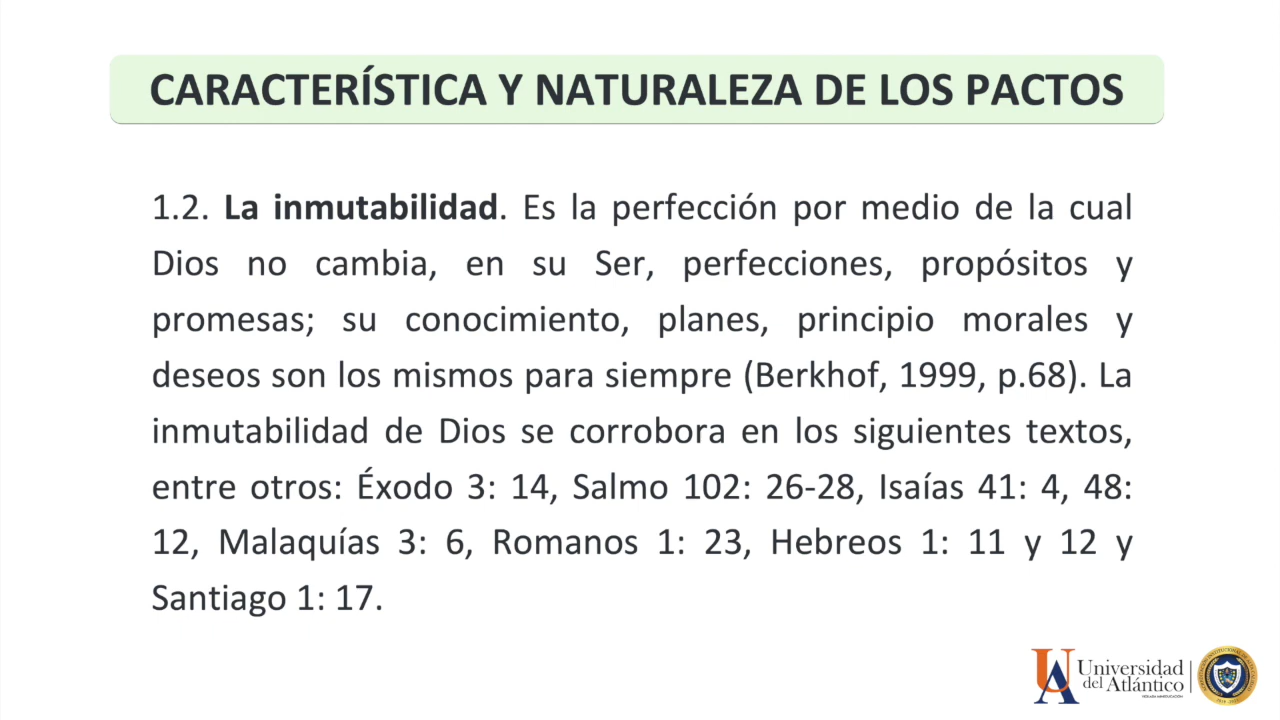 CARACTERÍSTICA Y NATURALEZA DE LOS PACTOS
1.2. La inmutabilidad. Es la perfección por medio de la cual
Dios no cambia, en su Ser, perfecciones, propósitos y
promesas; su conocimiento, planes, principio morales y
deseos son los mismos para siempre (Berkhof, 1999, p.68). La
inmutabilidad de Dios se corrobora en los siguientes textos,
entre otros: Éxodo 3: 14, Salmo 102: 26-28, Isaías 41: 4, 48:
12, Malaquías 3: 6, Romanos 1: 23, Hebreos 1: 11 y 12 y
Santiago 1: 17.
UA
Universidad
del Atlántico